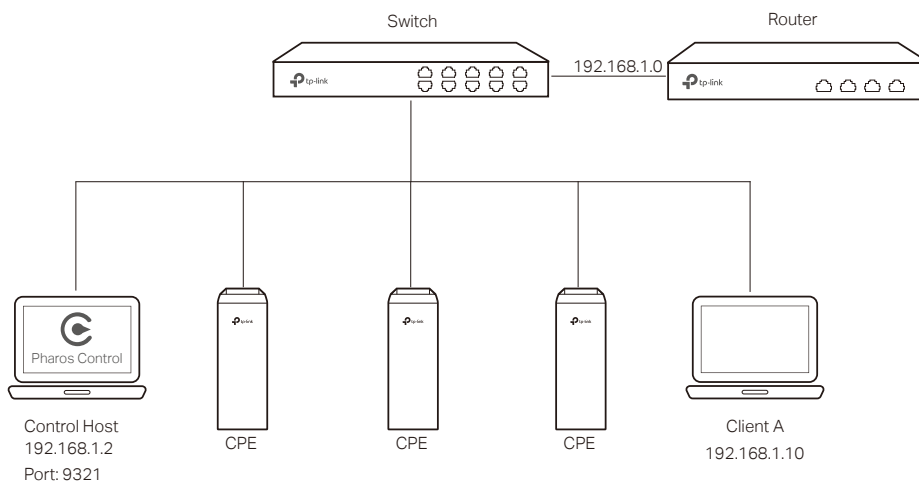 Switch
Router
tp-link
192.168.1.0
tp-link
Pharos Control
tp-link
tp-link
tp-link
Control Host
192.168.1.2
Port: 9321
CPE
CPE
CPE
Client A
192.168.1.10